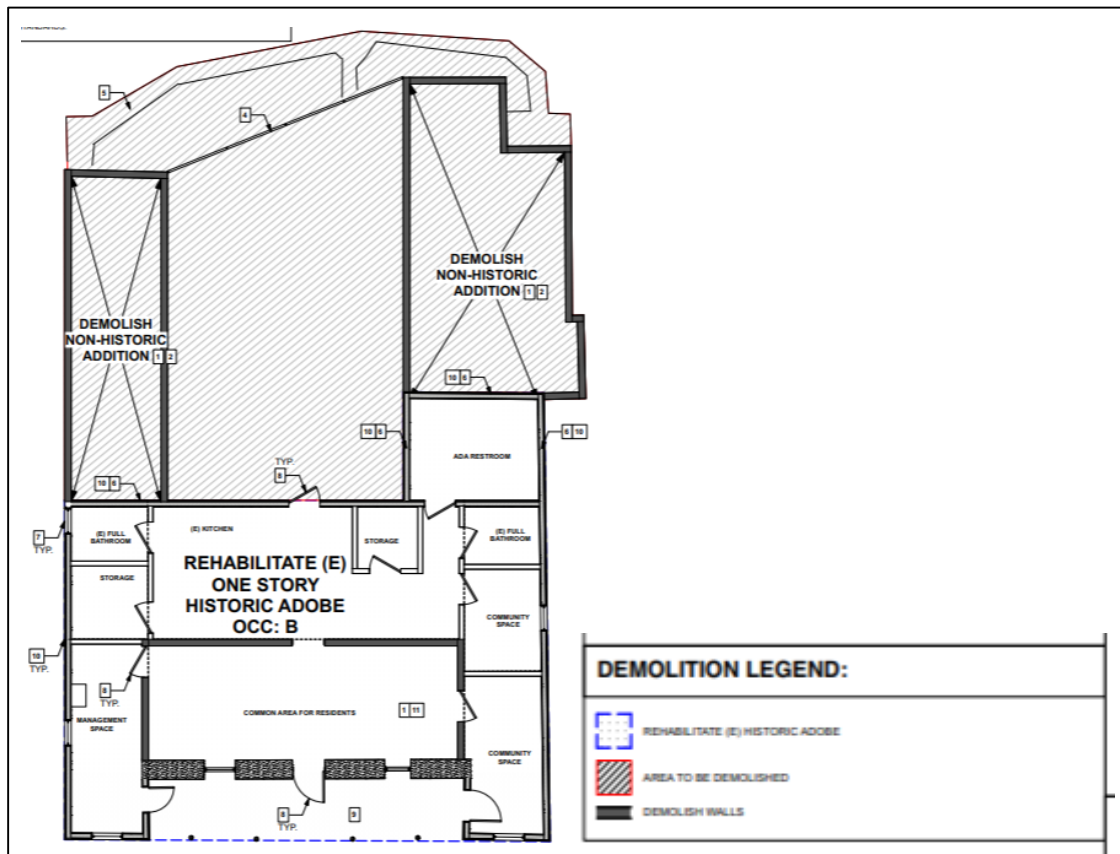 5
4
DEMOLISH
NON-HISTORIC
ADDITION 1 2
DEMOLISH
NON-HISTORIC
ADDITION 1 2
10 6
10 6
6 10
ADA RESTROOM
TYP.
8
10 6
7
TYP.
(E) FULL
BATHROOM
(E) KITCHEN
STORAGE
(E) FULL
BATHROOM
REHABILITATE (E)
ONE STORY
HISTORIC ADOBE
OCC: B
STORAGE
COMMUNITY
SPACE
10
TYP.
8
TYP.
MANAGEMENT
SPACE
COMMON AREA FOR RESIDENTS
1 11
COMMUNITY
SPACE
8
TYP.
9
DEMOLITION LEGEND:
REHABILITATE (E) HISTORIC ADOBE
AREA TO BE DEMOLISHED
DEMOLISH WALLS